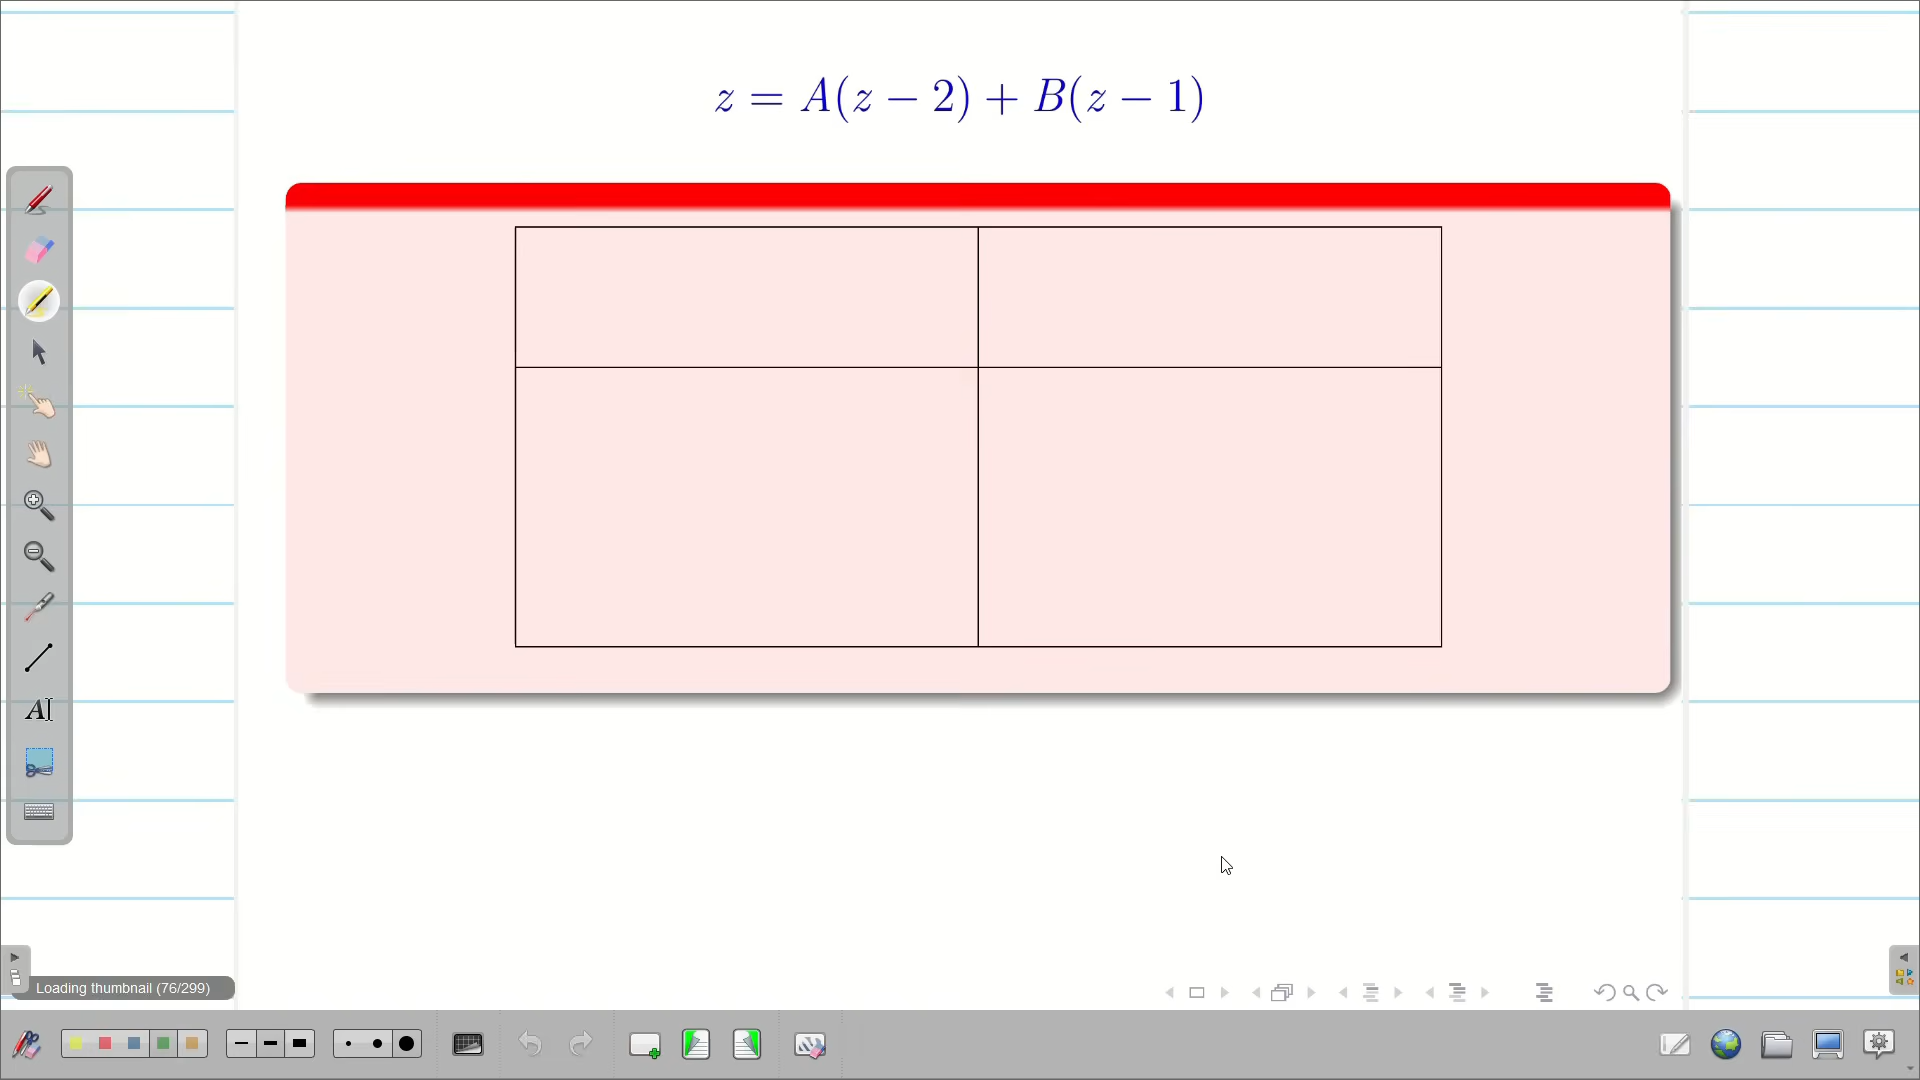 z = A(z − 2) + B(z − 1)
Loading thumbnail (76/299)